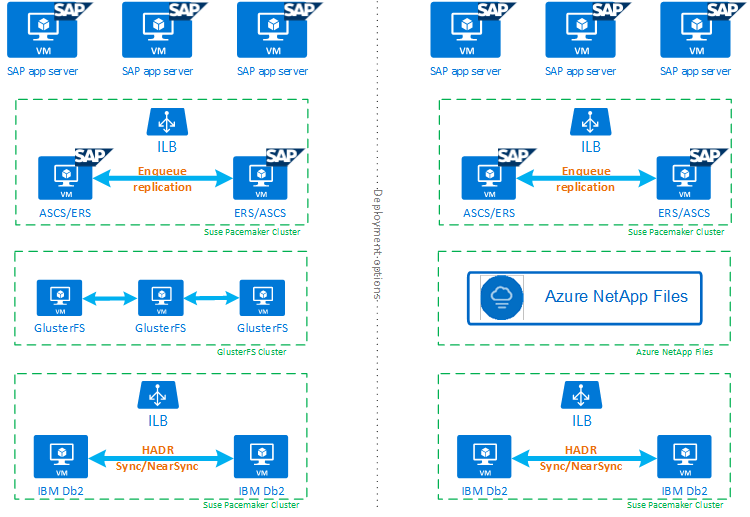 SAP SAP SAP
VM VM VM
SAP app server SAP app server SAP app server
ILB
SAP SAP
Enqueue
replication
VM VM
ASCS/ERS ERS/ASCS
Suse Pacemaker Cluster
VM VM VM
GlusterFS GlusterFS GlusterFS
GlusterFS Cluster
ILB
HADR
Sync/NearSync
VM VM
IBM Db2 IBM Db2
Suse Pacemaker Cluster
Deployment options
SAP SAP SAP
VM VM VM
SAP app server SAP app server SAP app server
ILB
SAP SAP
Enqueue
replication
VM VM
ASCS/ERS ERS/ASCS
Suse Pacemaker Cluster
Azure NetApp Files
Azure NetApp Files
ILB
HADR
Sync/NearSync
VM VM
IBM Db2 IBM Db2
Suse Pacemaker Cluster